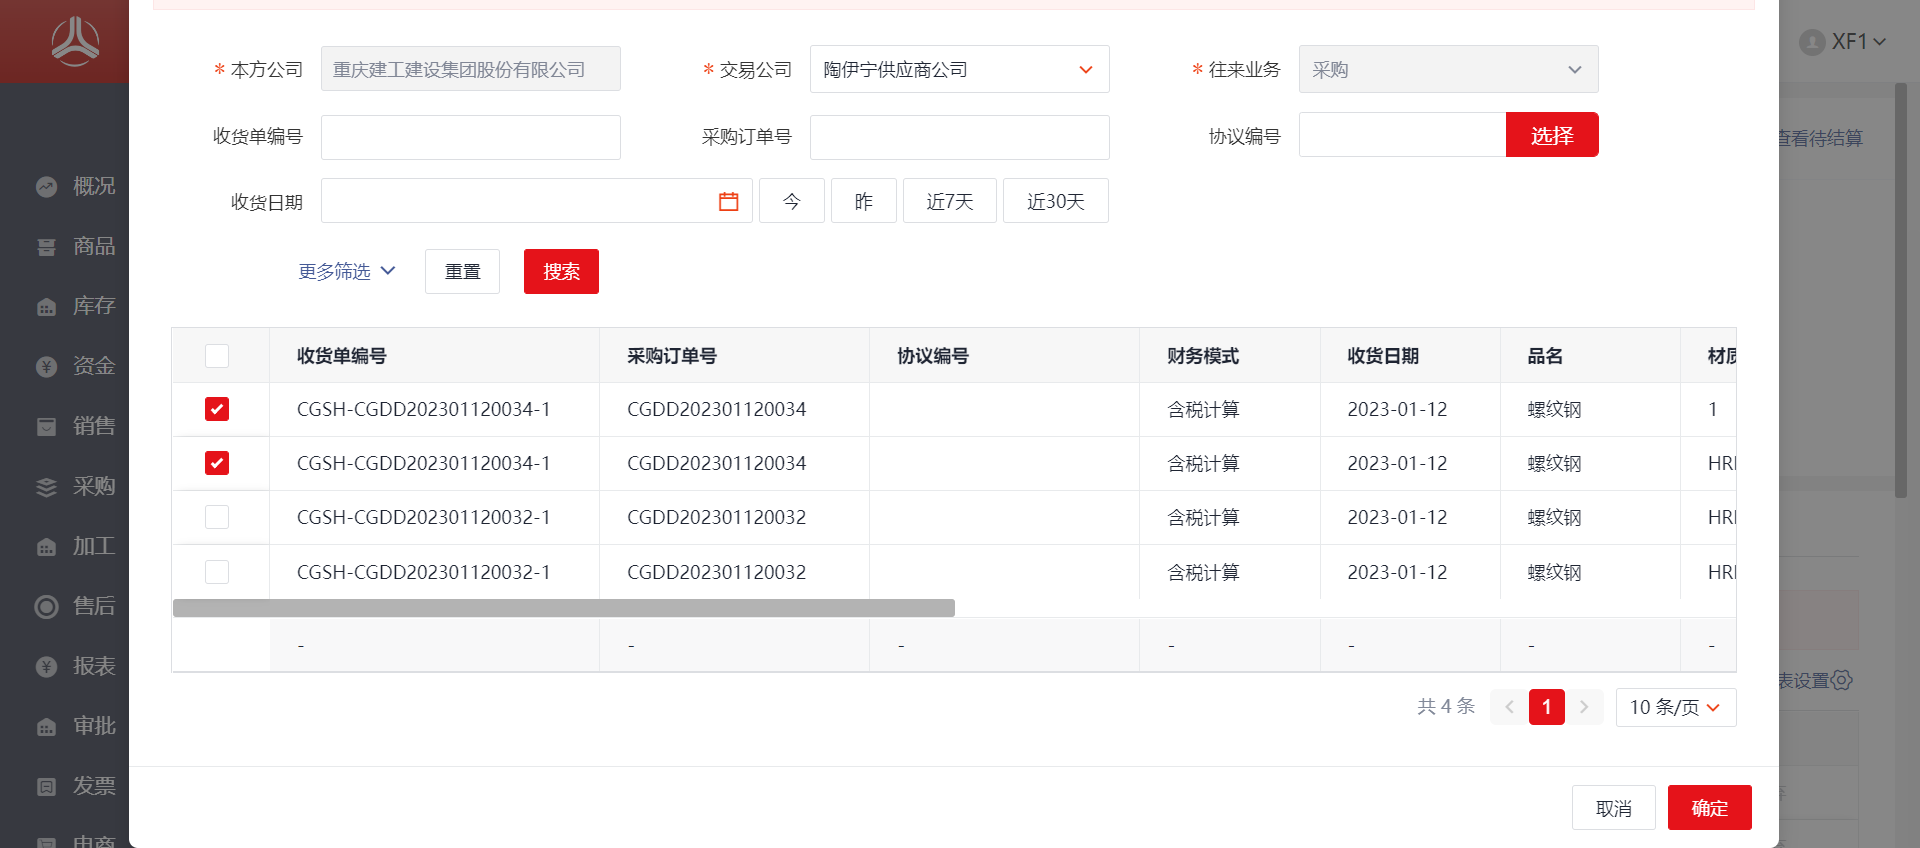 * 本方公司 重庆建工建设集团股份有限公司 * 交易公司 陶伊宁供应商公司 * 往来业务 采购
XF1
收货单编号 采购订单号 协议编号 选择
查看待结算
收货日期 今 昨 近7天 近30天
更多筛选 重置 搜索
概况
商品
库存
资金
销售
采购
加工
售后
报表
审批
发票
电商
收货单编号 采购订单号 协议编号 财务模式 收货日期 品名 材质
CGSH-CGDD202301120034-1 CGDD202301120034 含税计算 2023-01-12 螺纹钢 1
CGSH-CGDD202301120034-1 CGDD202301120034 含税计算 2023-01-12 螺纹钢 HR
CGSH-CGDD202301120032-1 CGDD202301120032 含税计算 2023-01-12 螺纹钢 HR
CGSH-CGDD202301120032-1 CGDD202301120032 含税计算 2023-01-12 螺纹钢 HR
- - - - - - -
表设置
共 4 条 1 10 条/页
取消 确定